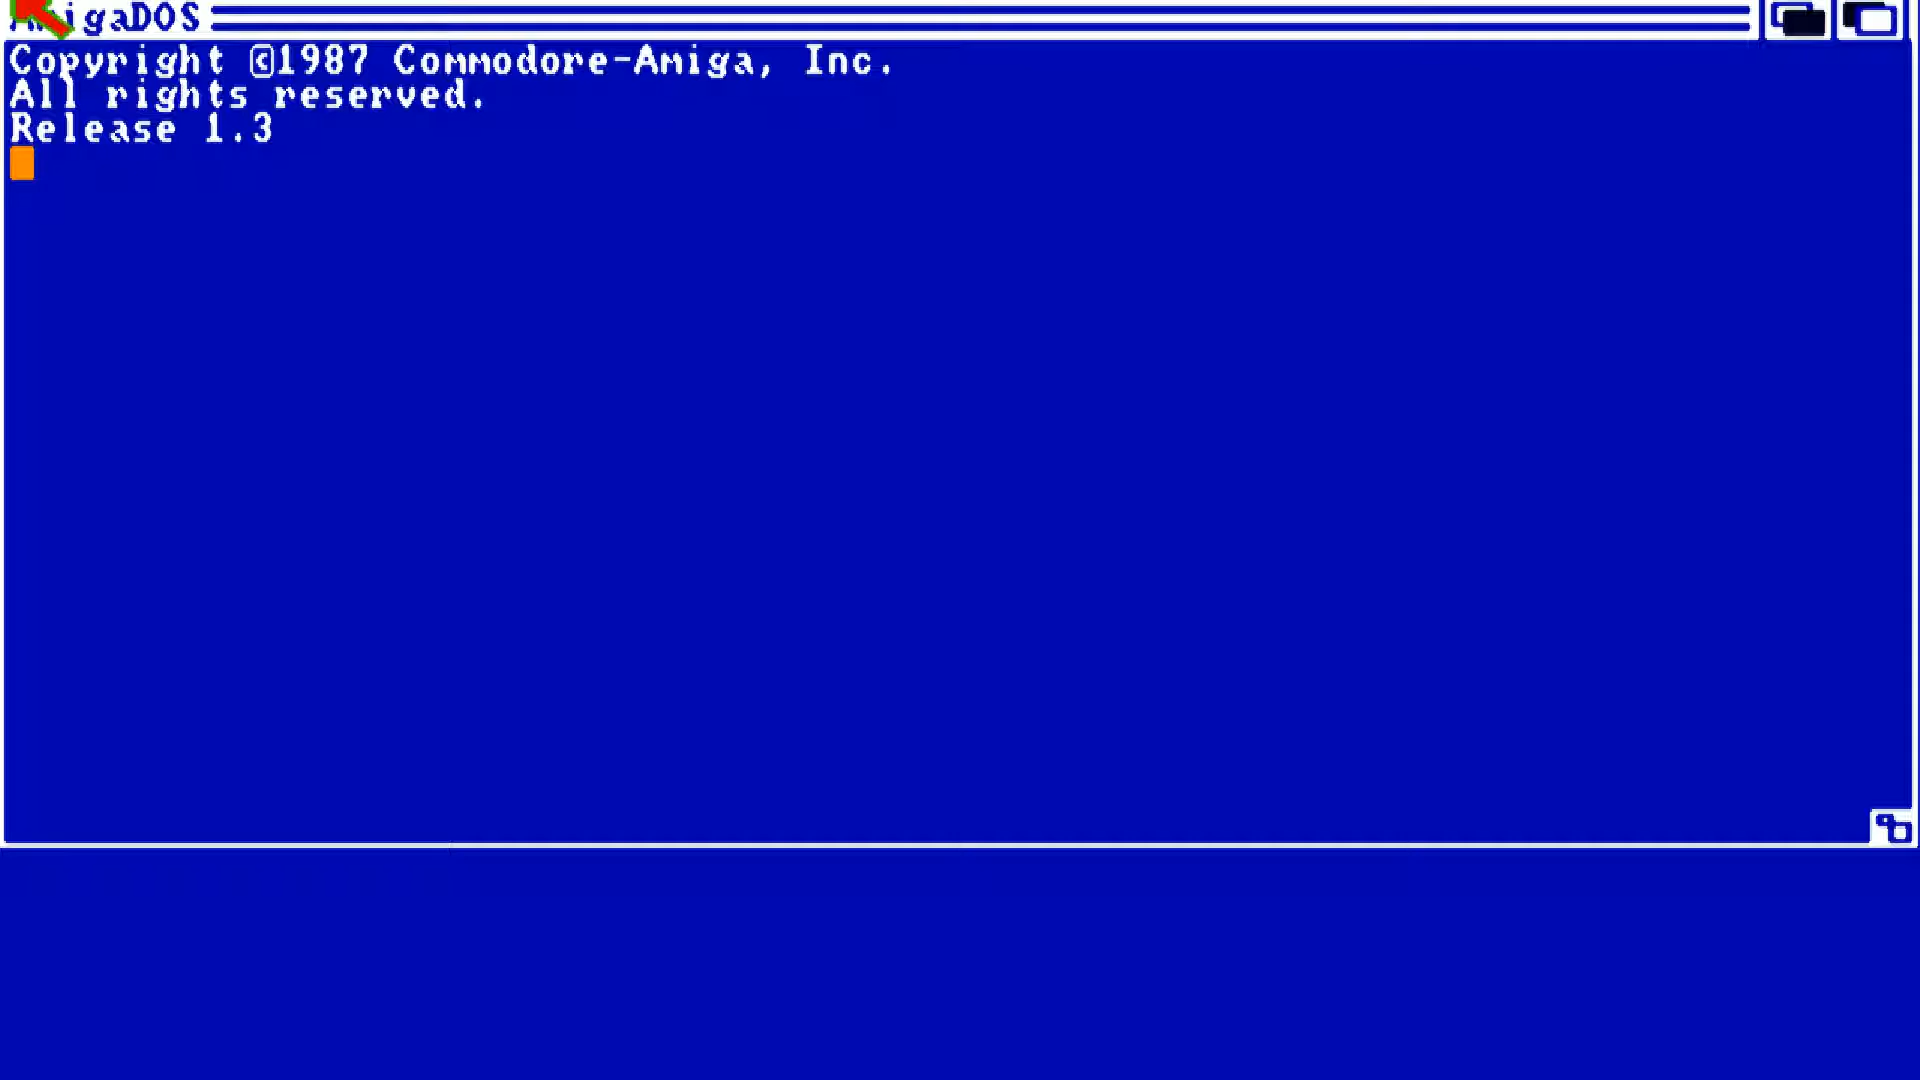 AmigaDOS
Copyright ©1987 Commodore-Amiga, Inc.
All rights reserved.
Release 1.3